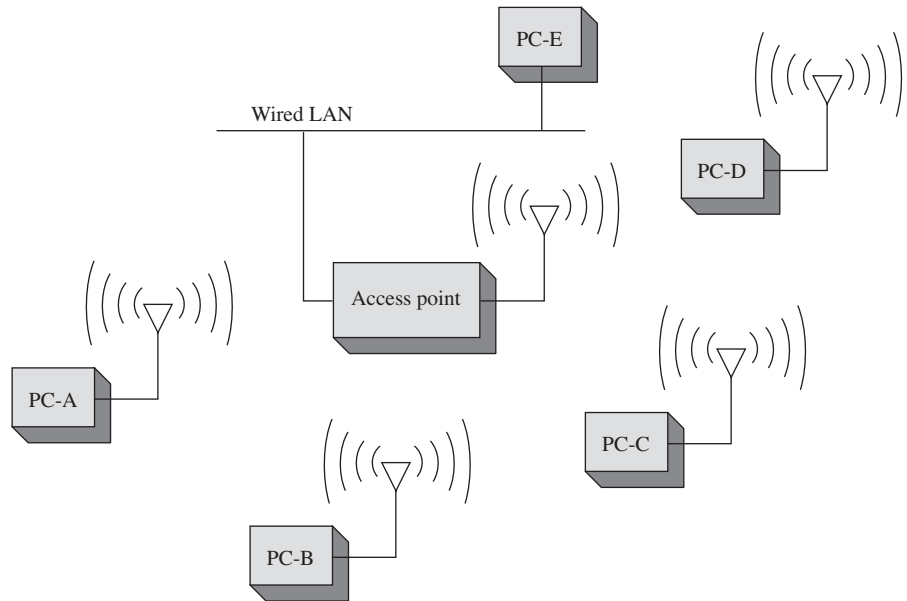 PC-E
Wired LAN
PC-D
Access point
PC-A
PC-C
PC-B